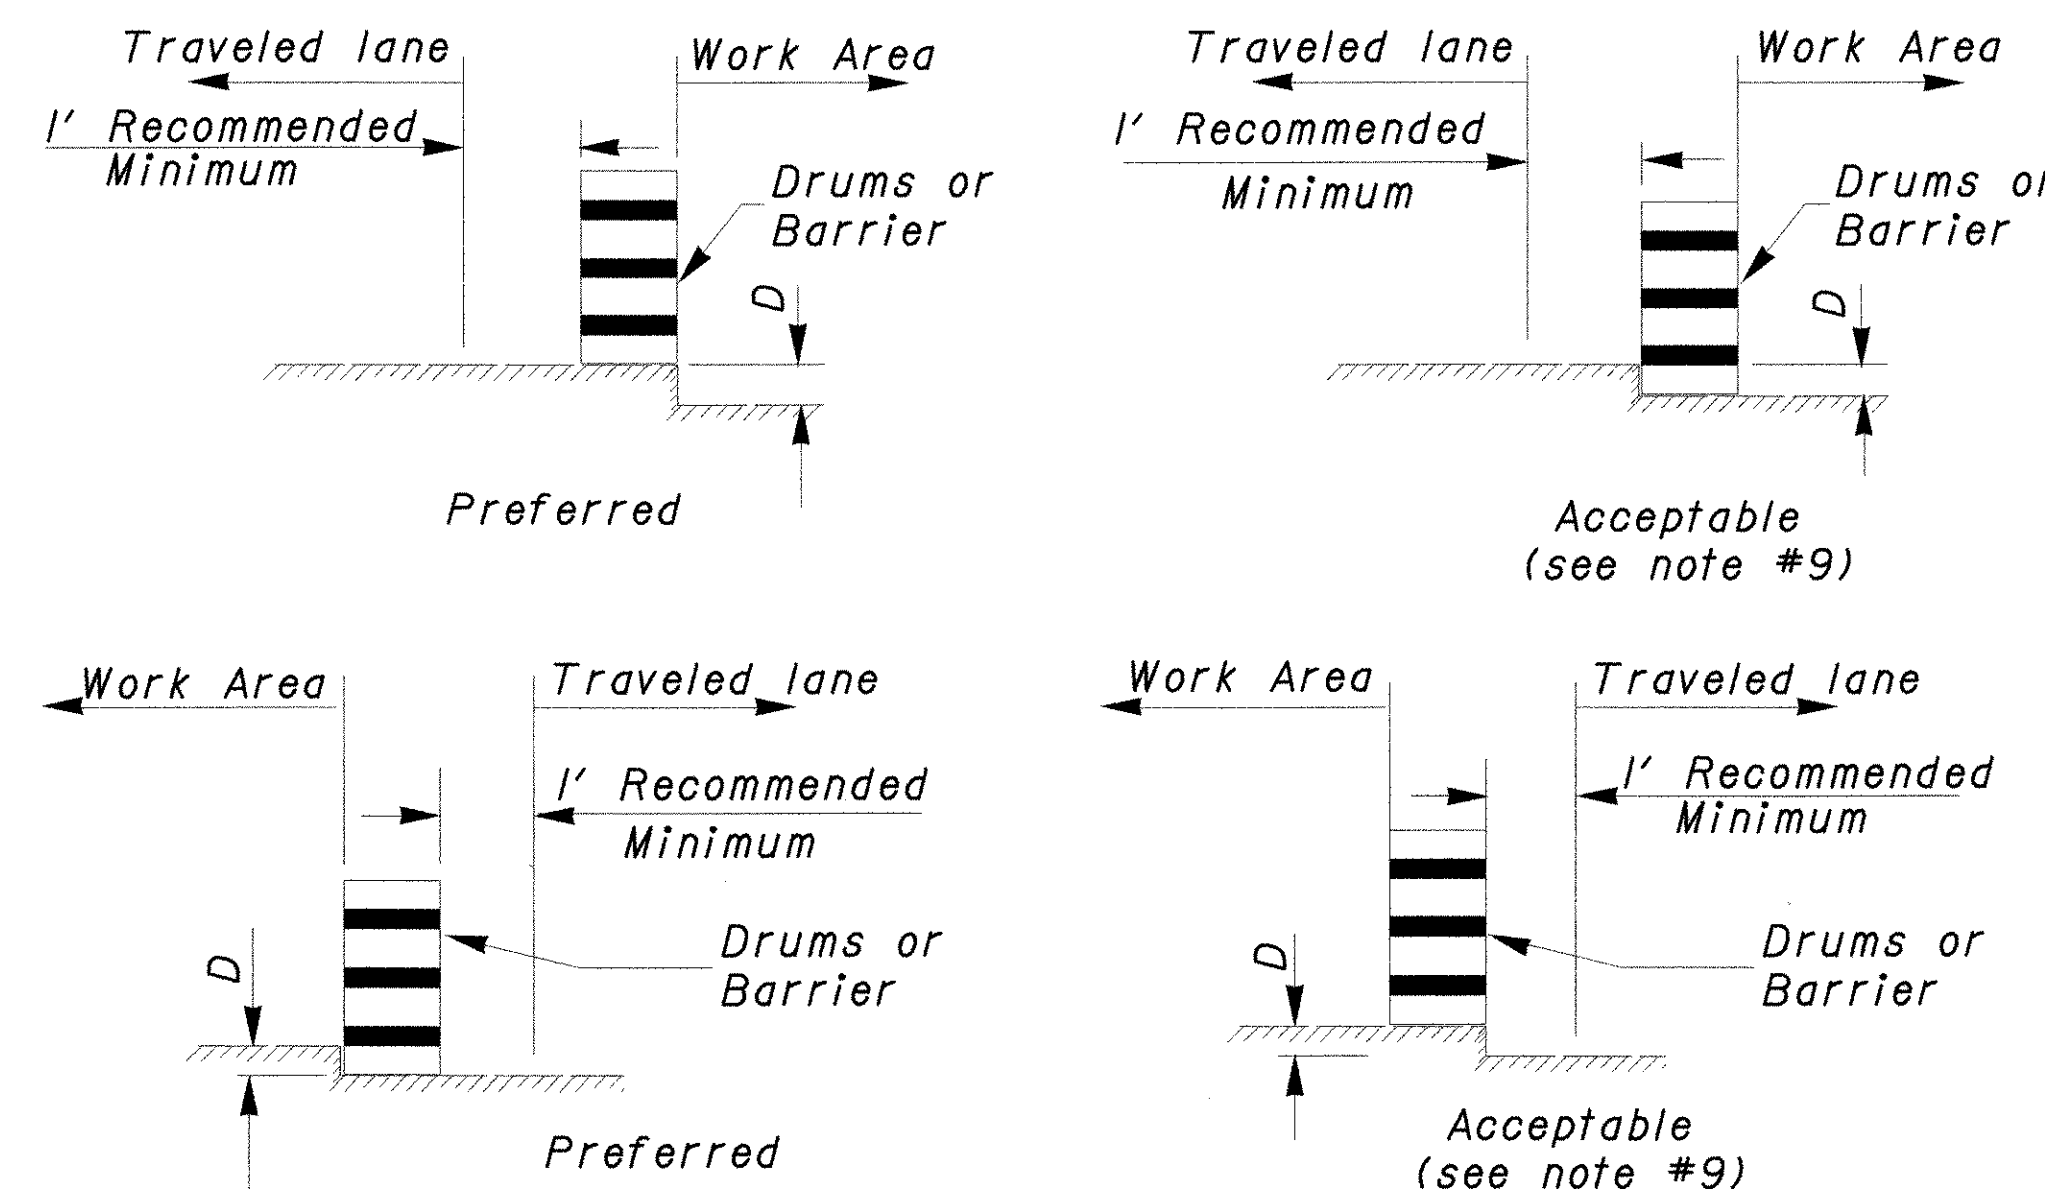 Traveled lane
Work Area
1' Recommended
Minimum
Drums or
Barrier
D
Preferred
Traveled lane
Work Area
1' Recommended
Minimum
Drums or
Barrier
D
Acceptable
(see note #9)
Work Area
Traveled lane
1' Recommended
Minimum
Drums or
Barrier
D
Preferred
Work Area
Traveled lane
1' Recommended
Minimum
Drums or
Barrier
D
Acceptable
(see note #9)